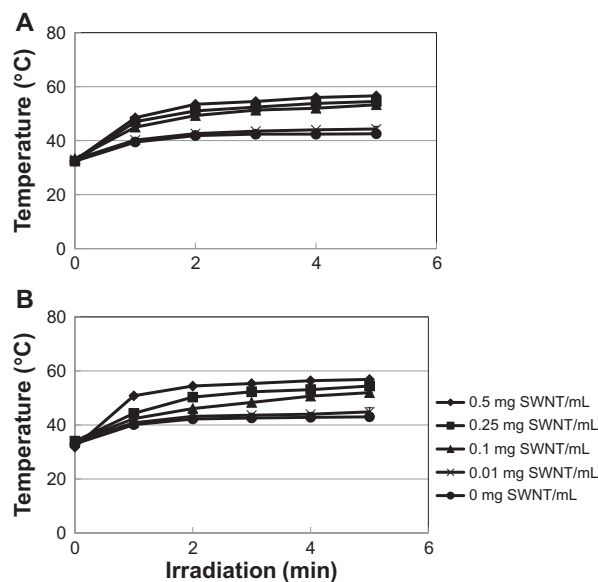 A
Temperature (°C)
80
60
40
20
0
0
2
4
6
B
Temperature (°C)
80
60
40
20
0
0
2
4
6
Irradiation (min)
0.5 mg SWNT/mL
0.25 mg SWNT/mL
0.1 mg SWNT/mL
0.01 mg SWNT/mL
0 mg SWNT/mL